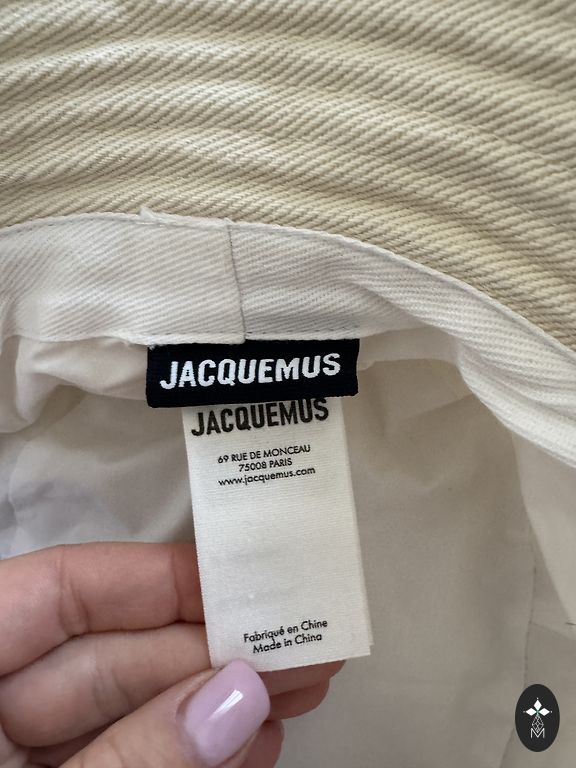 JACQUEMUS
JACQUEMUS
69 RUE DE MONCEAU
75008 PARIS
www.jacquemus.com
Fabriqué en Chine
Made in China
M